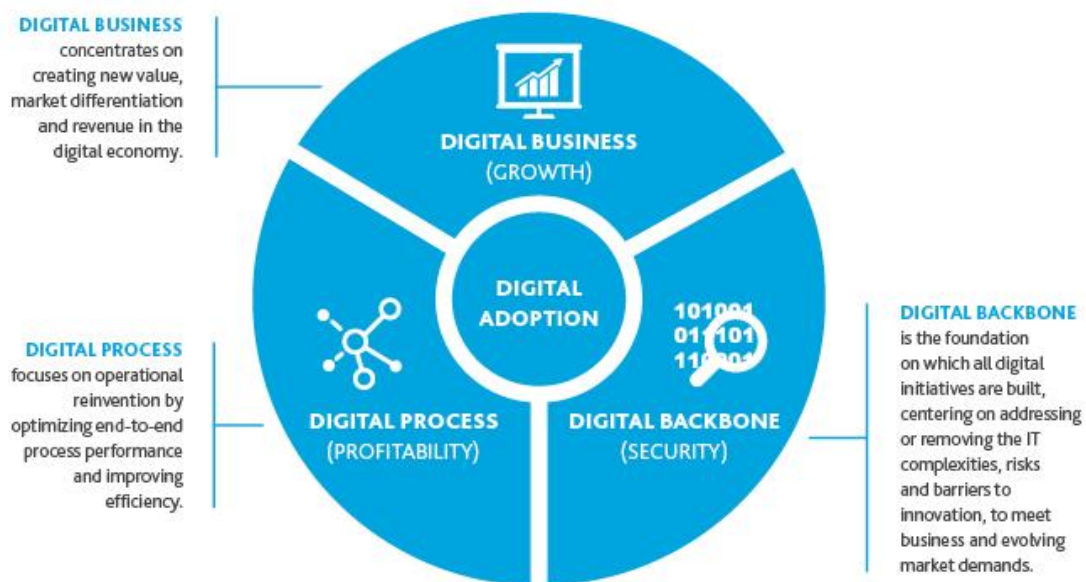 DIGITAL BUSINESS
concentrates on
creating new value,
market differentiation
and revenue in the
digital economy.
DIGITAL BUSINESS
(GROWTH)
DIGITAL
ADOPTION
DIGITAL PROCESS
focuses on operational
reinvention by
optimizing end-to-end
process performance
and improving
efficiency.
DIGITAL PROCESS
(PROFITABILITY)
101001
011101
110001
DIGITAL BACKBONE
(SECURITY)
DIGITAL BACKBONE
is the foundation
on which all digital
initiatives are built,
centering on addressing
or removing the IT
complexities, risks
and barriers to
innovation, to meet
business and evolving
market demands.